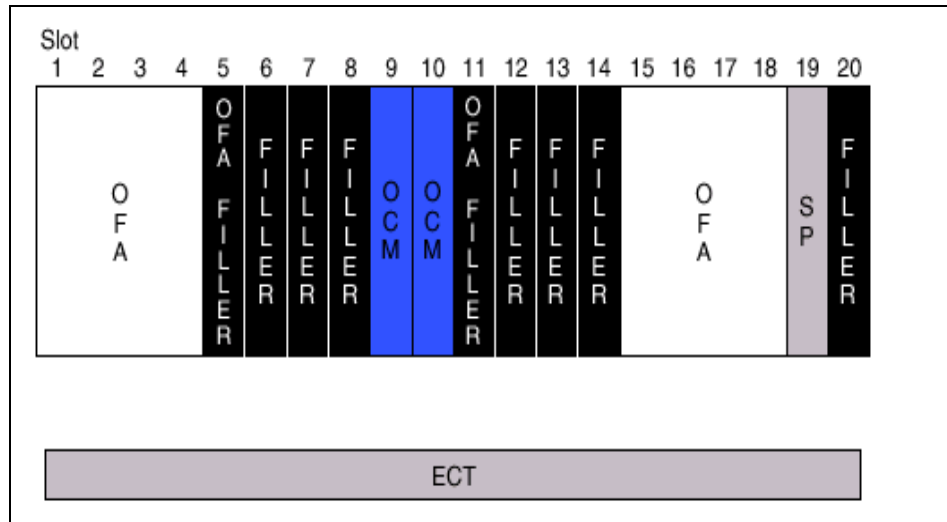 Slot
1 2 3 4 5 6 7 8 9 10 11 12 13 14 15 16 17 18 19 20
OFA
OFA FILLER
FILLER
FILLER
FILLER
OCM
OCM
OFA FILLER
FILLER
FILLER
FILLER
OFA
SP
FILLER
ECT